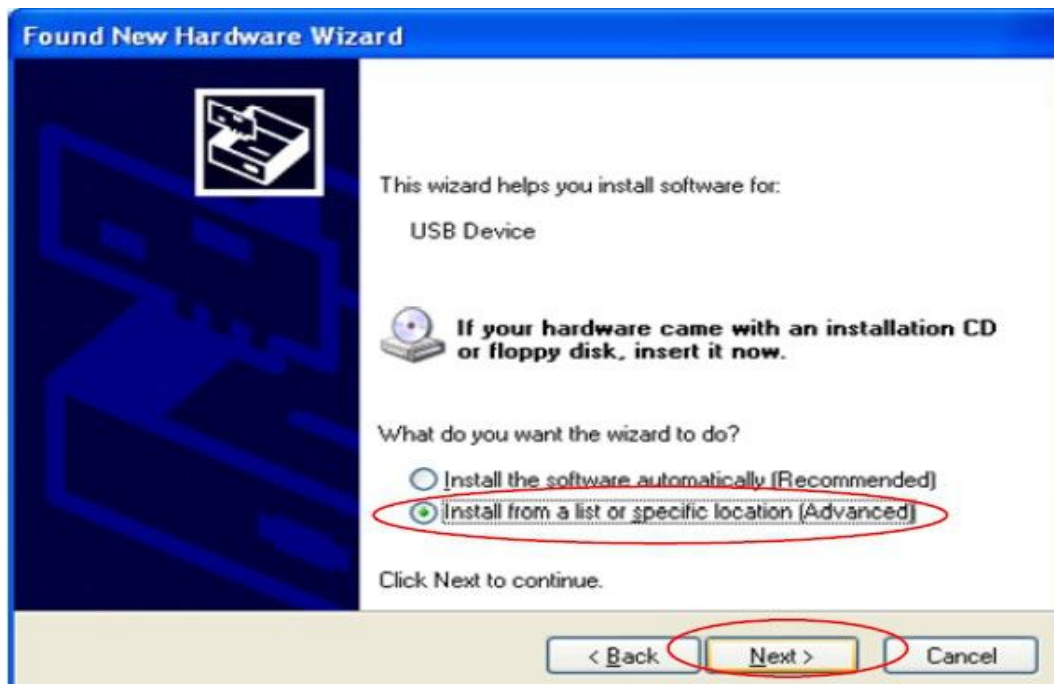 Found New Hardware Wizard
This wizard helps you install software for:
USB Device
If your hardware came with an installation CD
or floppy disk, insert it now.
What do you want the wizard to do?
Install the software automatically (Recommended)
Install from a list or specific location (Advanced)
Click Next to continue.
< Back
Next >
Cancel